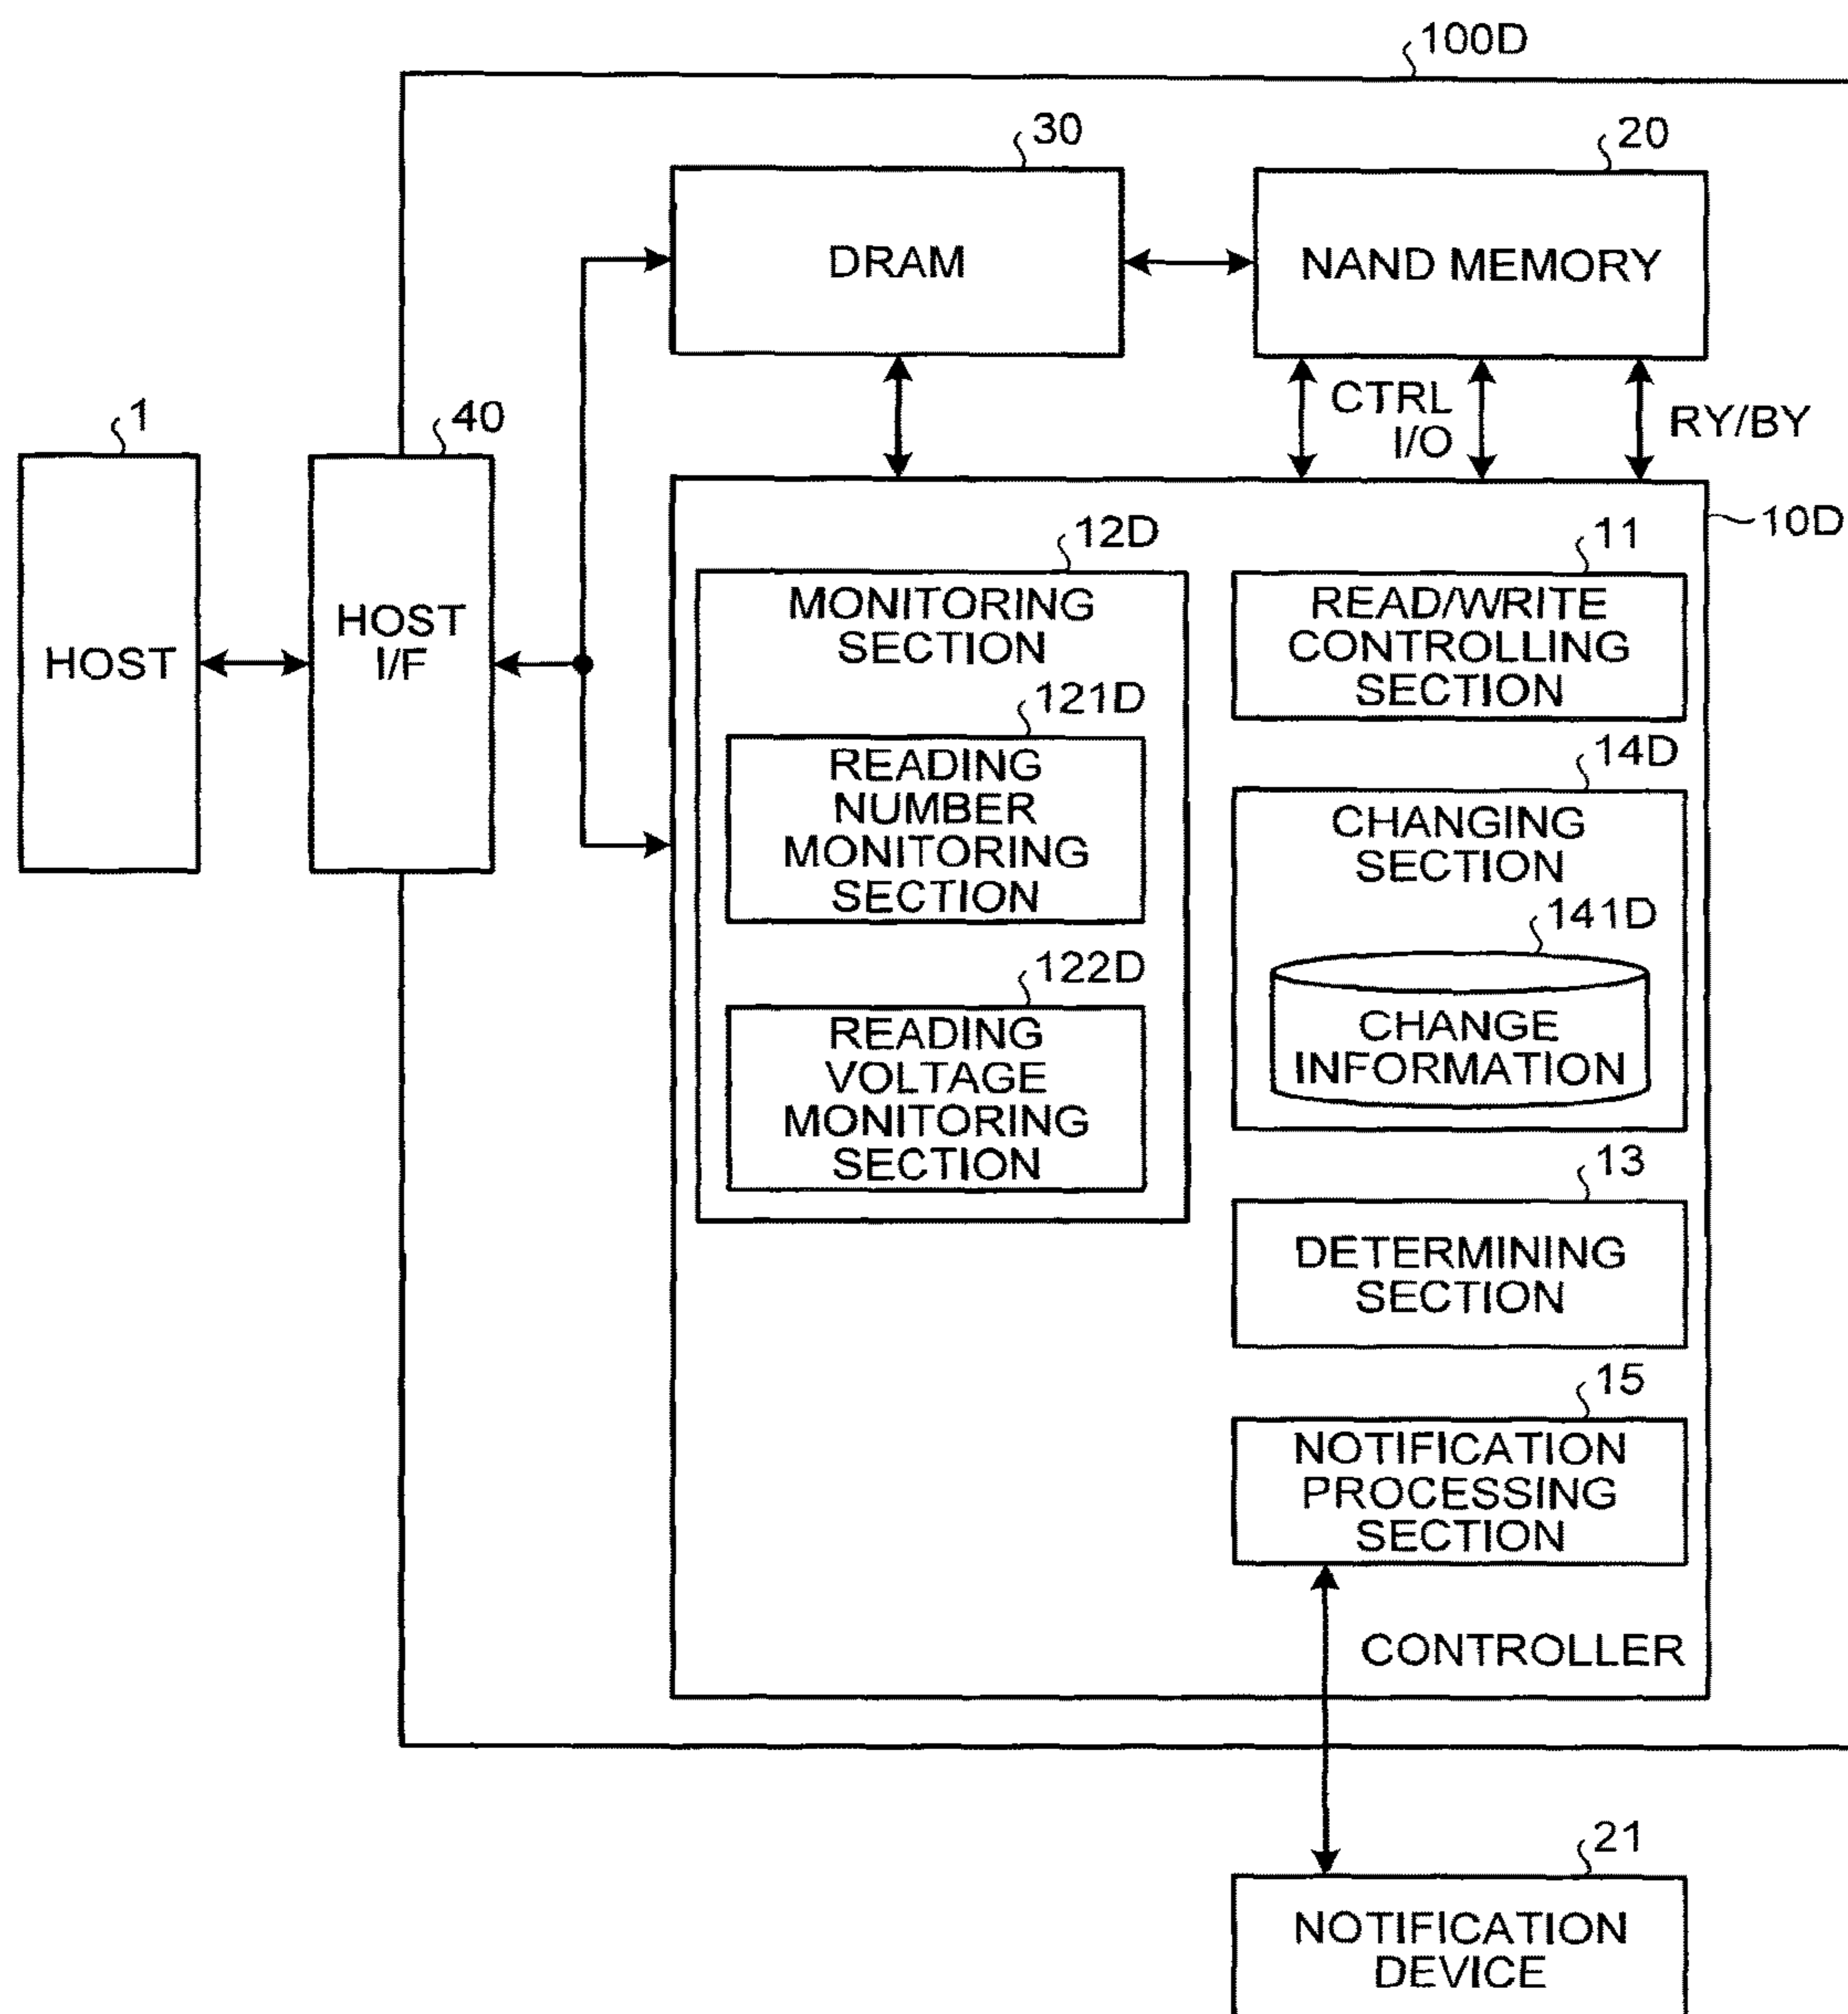 100D
30
20
DRAM
NAND MEMORY
CTRL
I/O
RY/BY
1
40
HOST
HOST
I/F
10D
12D
MONITORING
SECTION
121D
READING
NUMBER
MONITORING
SECTION
122D
READING
VOLTAGE
MONITORING
SECTION
11
READ/WRITE
CONTROLLING
SECTION
14D
CHANGING
SECTION
141D
CHANGE
INFORMATION
13
DETERMINING
SECTION
15
NOTIFICATION
PROCESSING
SECTION
CONTROLLER
21
NOTIFICATION
DEVICE